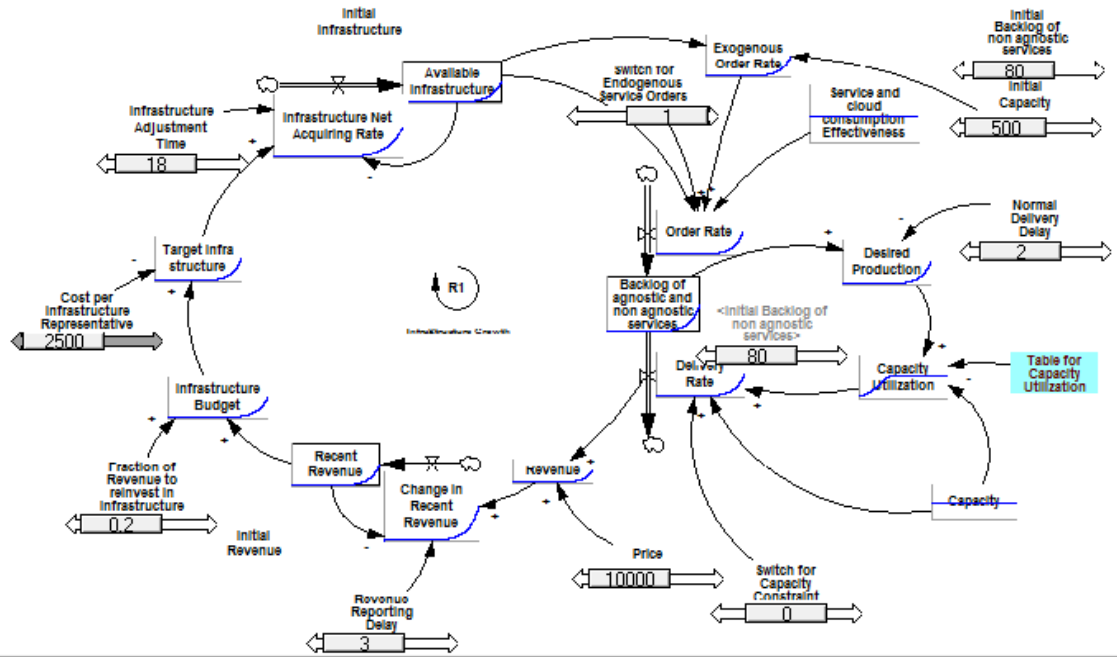 Initial
Infrastructure
Available
Infrastructure
Infrastructure
Adjustment
Time
18
Infrastructure Net
Acquiring Rate
+
-
Switch for
Endogenous
Service Orders
1
Exogenous
Order Rate
Initial
Backlog of
non agnostic
services
80
Initial
Capacity
500
Service and
cloud
consumption
Effectiveness
+
+
Order Rate
Normal
Delivery
Delay
2
-
+
Desired
Production
Target Infra
structure
-
+
Cost per
Infrastructure
Representative
2500
R1
Infrastructure Growth
Backlog of
agnostic and
non agnostic
services
<Initial Backlog of
non agnostic
services>
80
Delivery
Rate
+
+
Capacity
Utilization
+
-
Table for
Capacity
Utilization
Infrastructure
Budget
+
+
Fraction of
Revenue to
reinvest in
Infrastructure
0.2
Initial
Revenue
Recent
Revenue
Change in
Recent
Revenue
-
+
Revenue
+
+
Capacity
Revenue
Reporting
Delay
3
Price
10000
Switch for
Capacity
Constraint
0